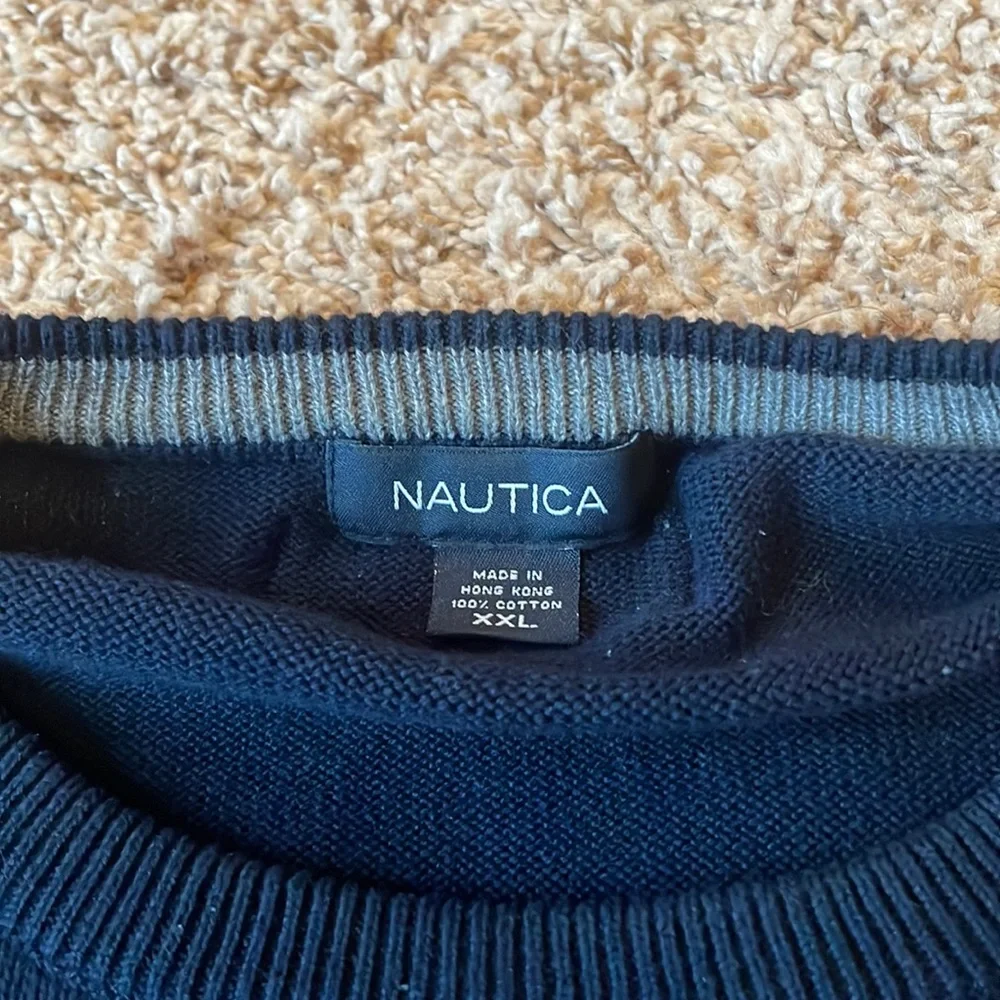 NAUTICA
MADE IN
HONG KONG
100% COTTON
XXL